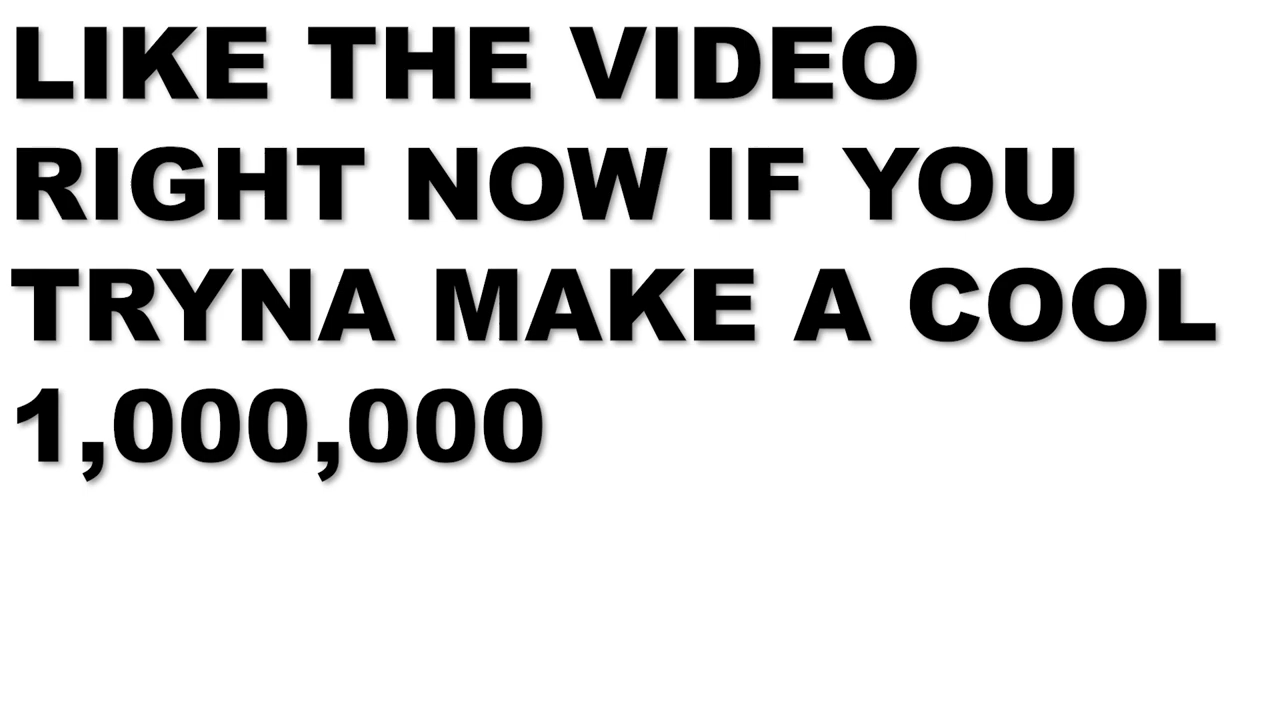 LIKE THE VIDEO
RIGHT NOW IF YOU
TRYNA MAKE A COOL
1,000,000